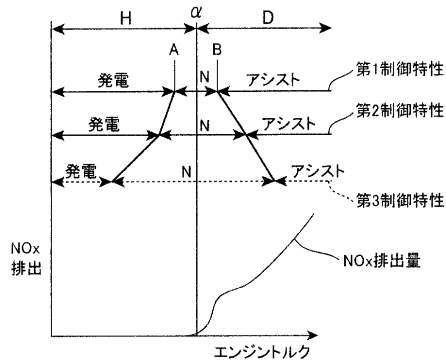 α
H D
A B
発電 N アシスト 第1制御特性
発電 N アシスト 第2制御特性
発電 N アシスト 第3制御特性
NOx
排出
NOx排出量
エンジントルク